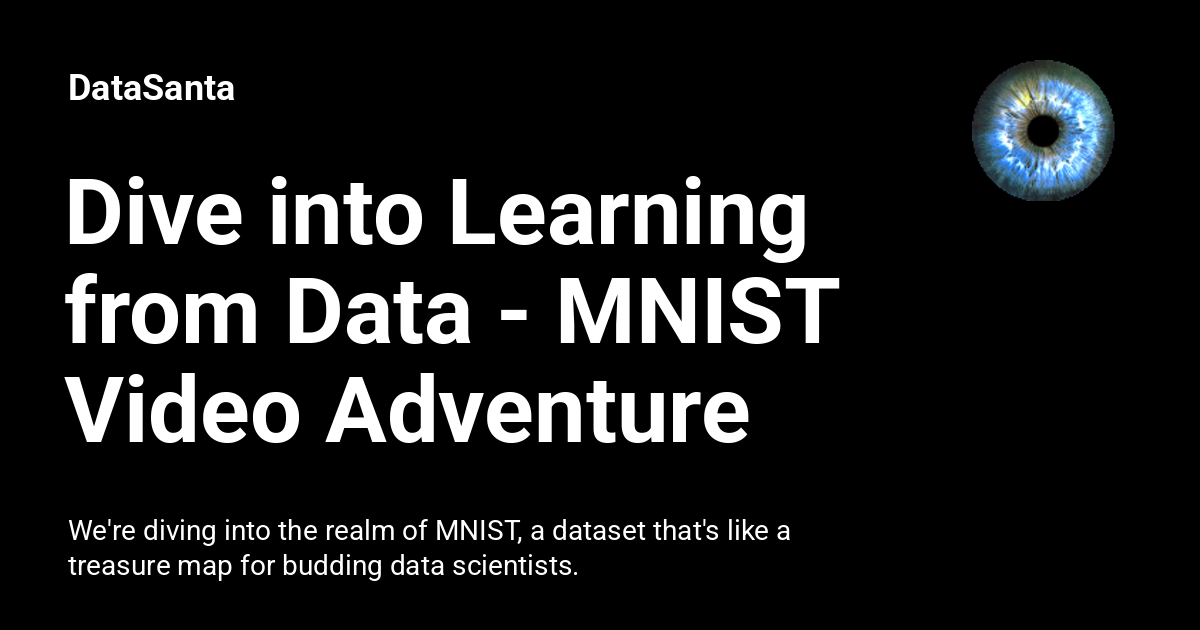 DataSanta
Dive into Learning
from Data - MNIST
Video Adventure
We're diving into the realm of MNIST, a dataset that's like a
treasure map for budding data scientists.